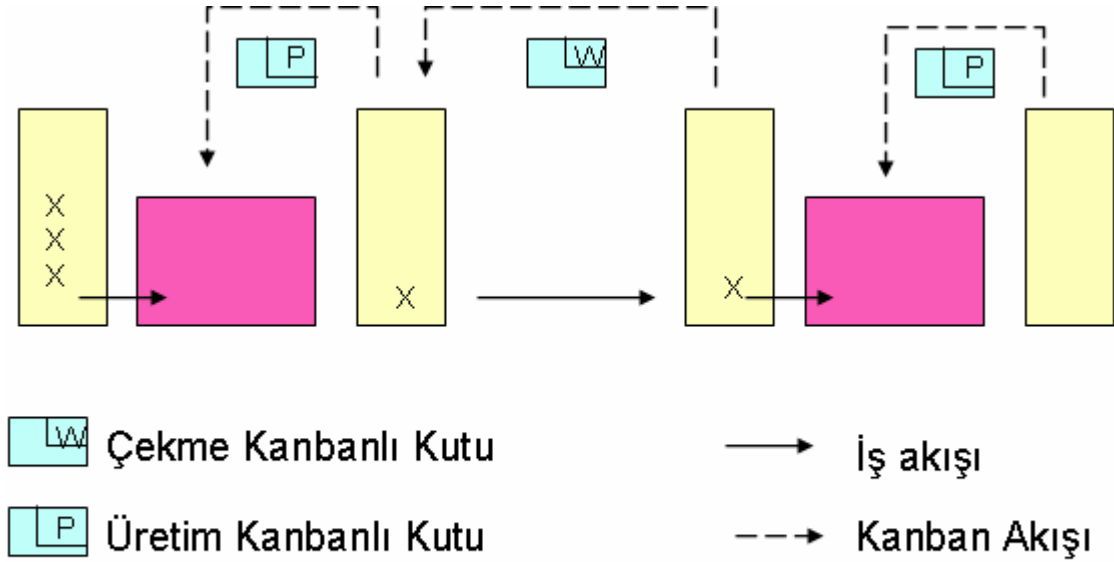 P
W
P
X
X
X
X
X
W Çekme Kanbanlı Kutu
İş akışı
P Üretim Kanbanlı Kutu
Kanban Akışı